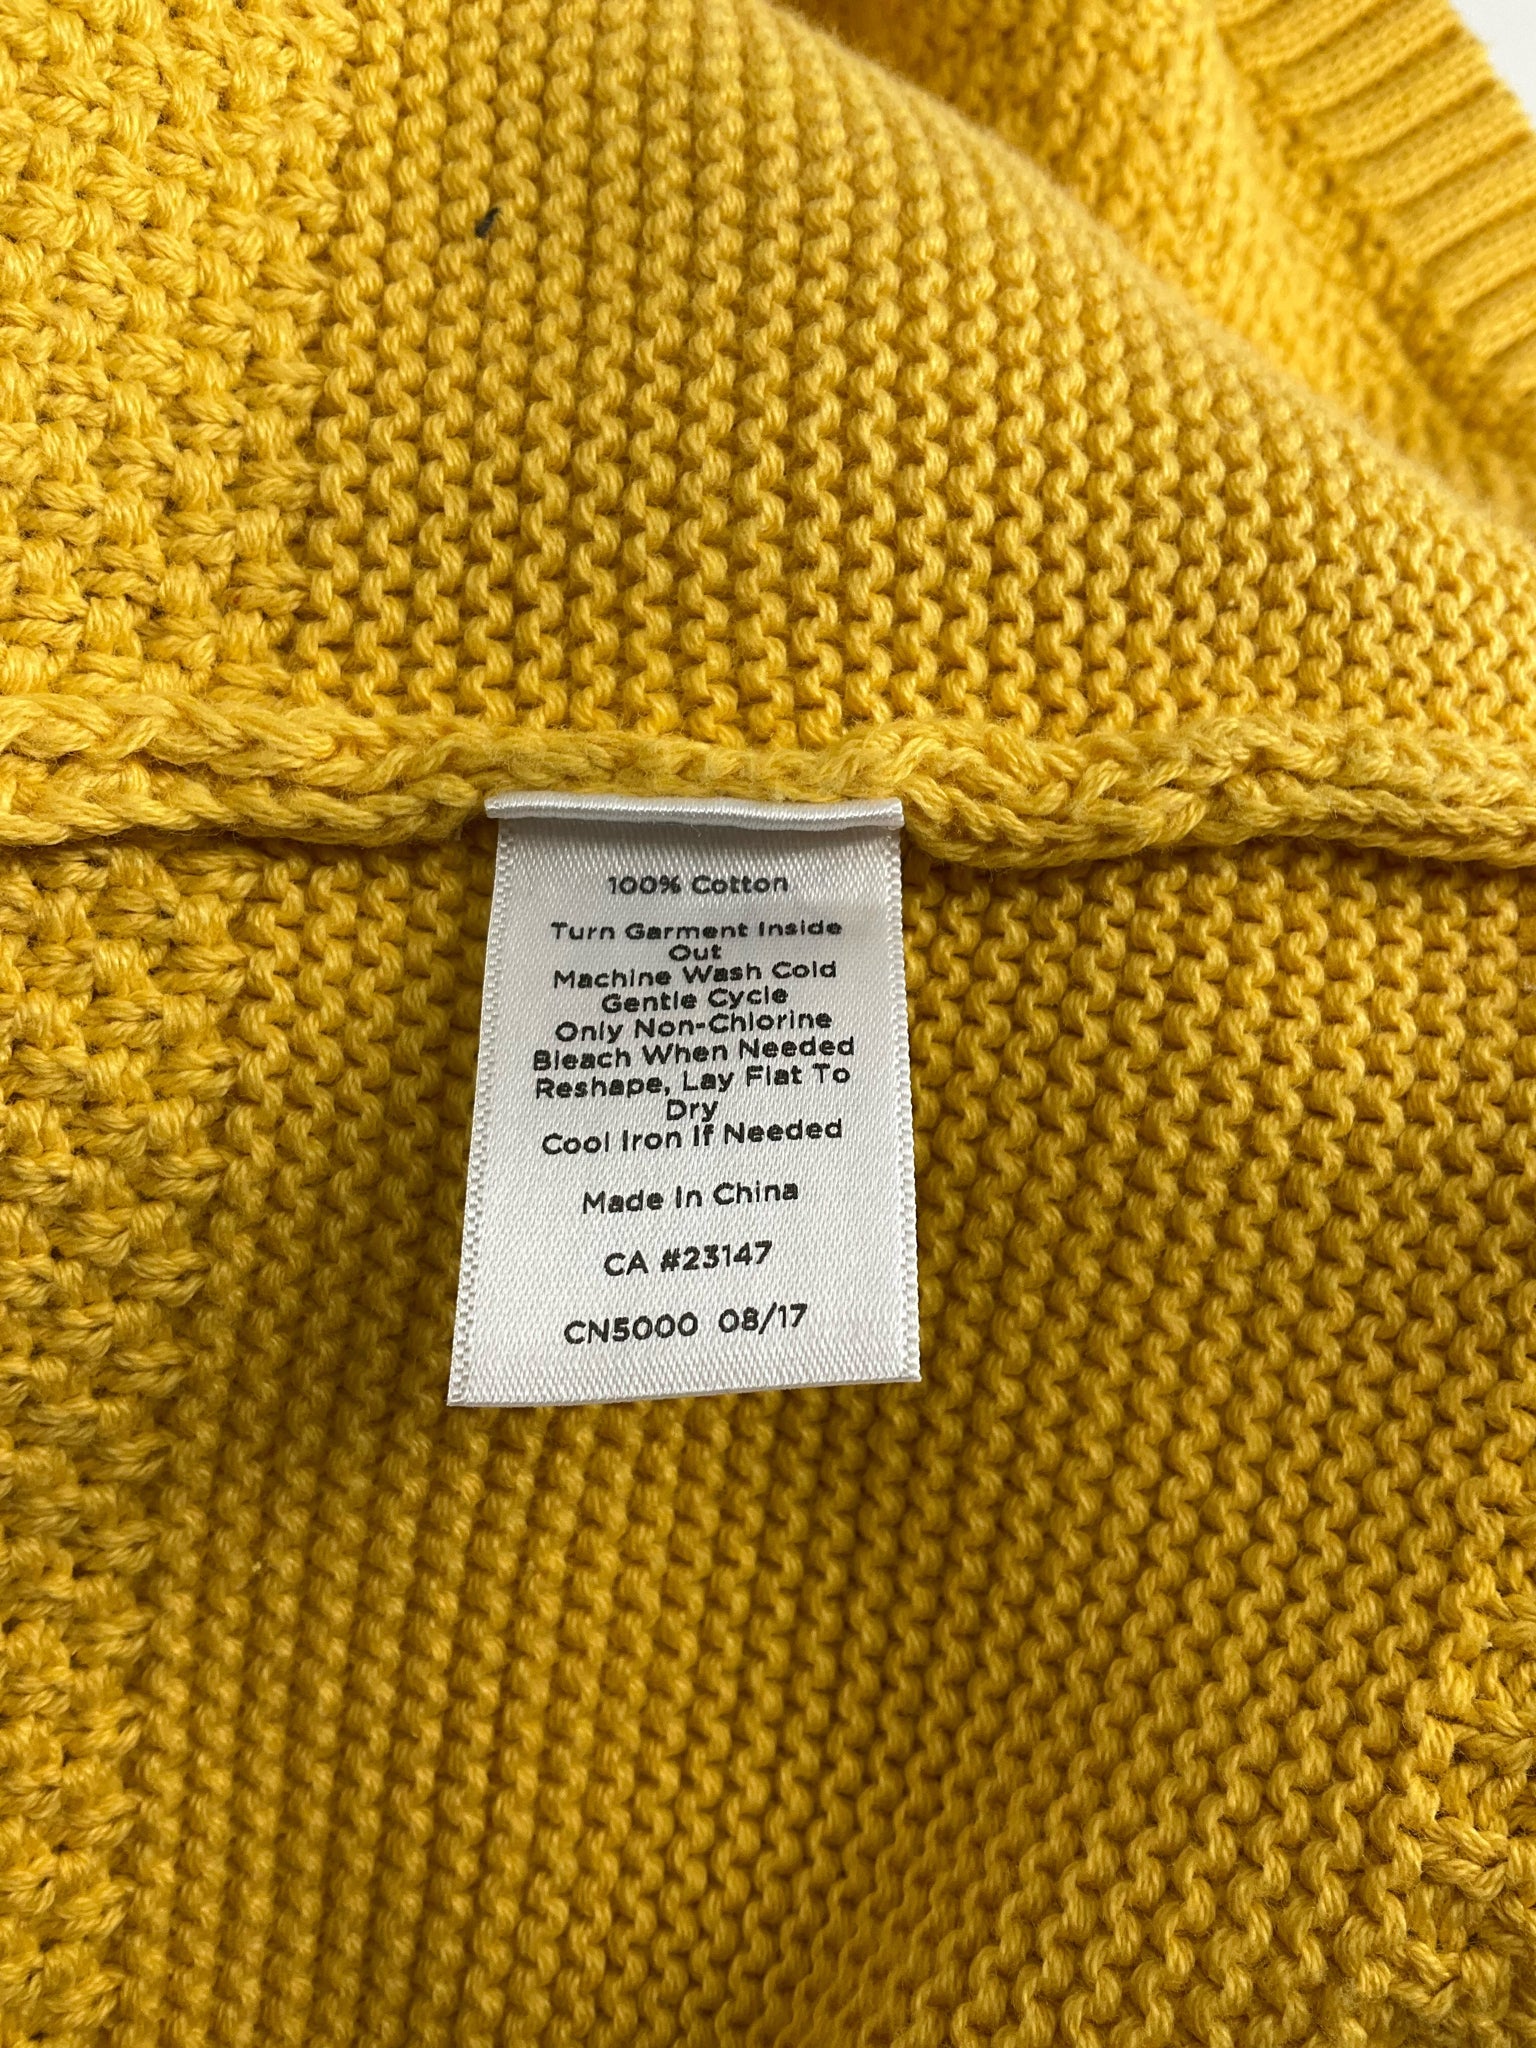 100% Cotton
Turn Garment Inside
Out
Machine Wash Cold
Gentle Cycle
Only Non-Chlorine
Bleach When Needed
Reshape, Lay Flat To
Dry
Cool Iron If Needed
Made In China
CA #23147
CN5000 08/17